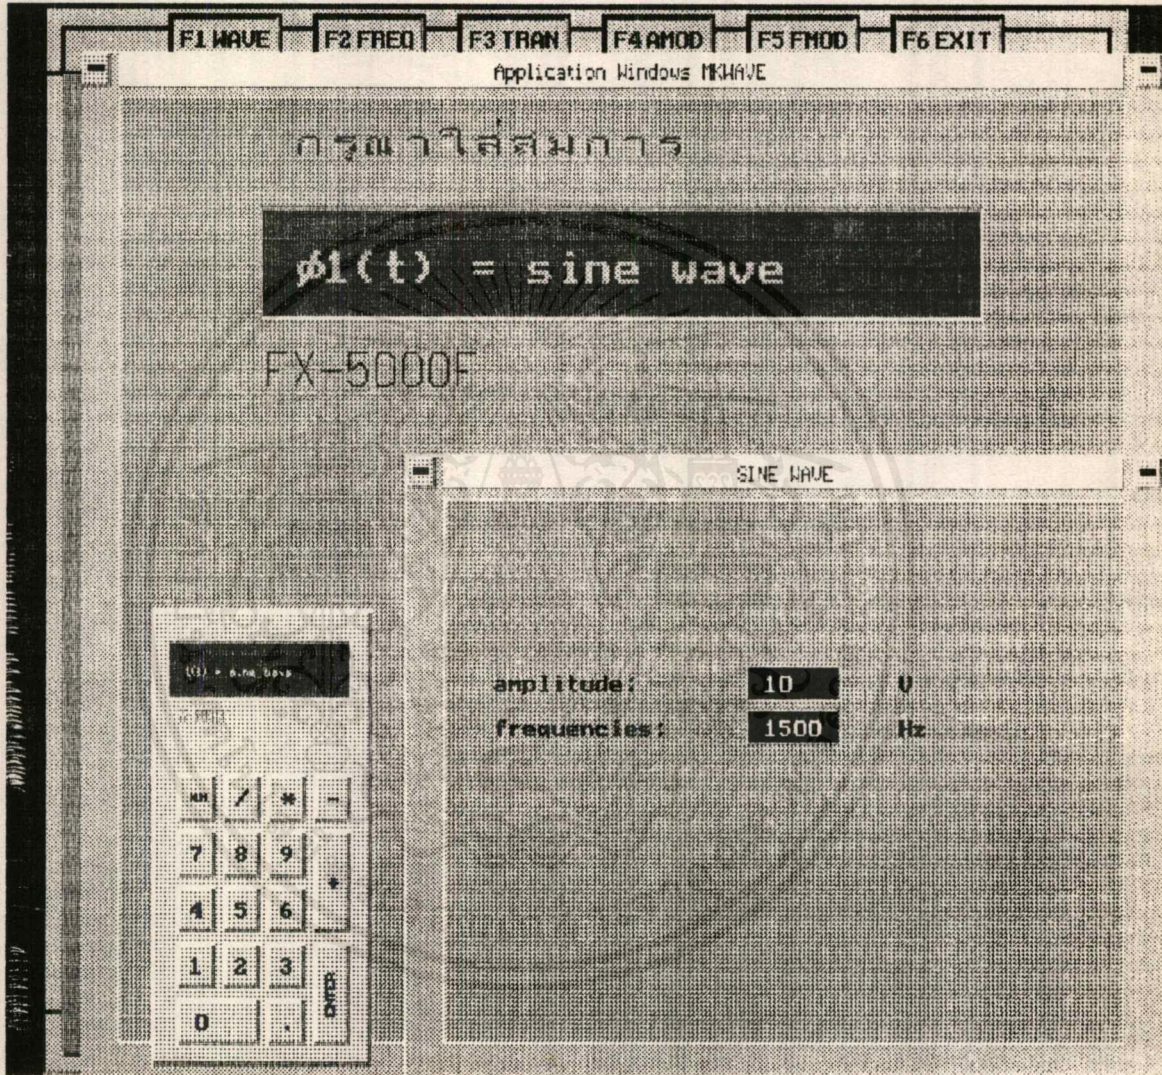 F1 WAVE F2 FREQ F3 TRAN F4 AMOD F5 FMOD F6 EXIT
Application Windows MKWAVE
กรุณาใส่สมการ
ø1(t) = sine wave
FX-5000F
SINE WAVE
amplitude: 10 V
frequencies: 1500 Hz
/ * -
7 8 9 +
4 5 6
1 2 3 ENTER
0 .